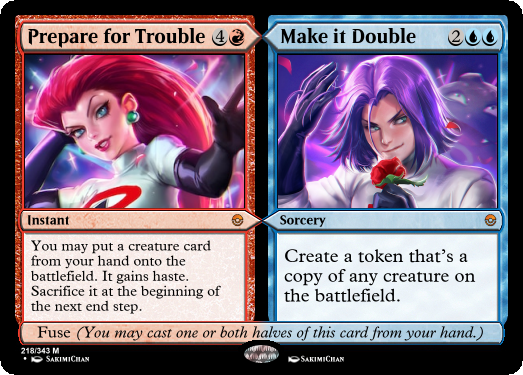 Prepare for Trouble 4
Instant
You may put a creature card
from your hand onto the
battlefield. It gains haste.
Sacrifice it at the beginning of
the next end step.
Make it Double 2
Sorcery
Create a token that's a
copy of any creature on
the battlefield.
Fuse (You may cast one or both halves of this card from your hand.)
218/343 M
• SakimiChan
SakimiChan